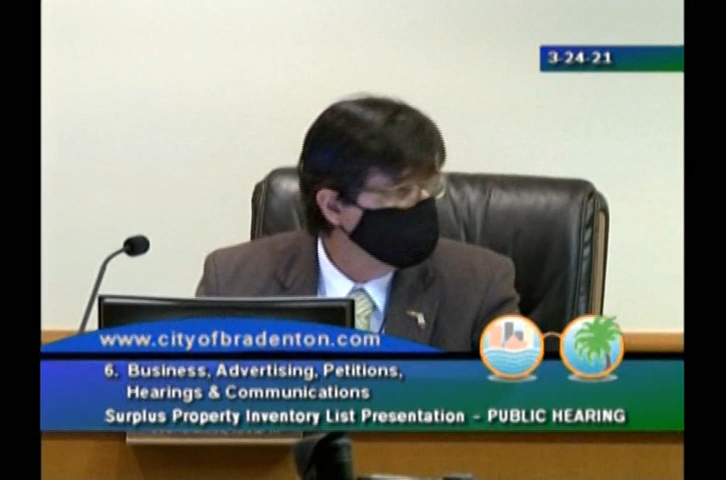 3-24-21
www.cityofbradenton.com
6. Business, Advertising, Petitions,
Hearings & Communications
Surplus Property Inventory List Presentation - PUBLIC HEARING